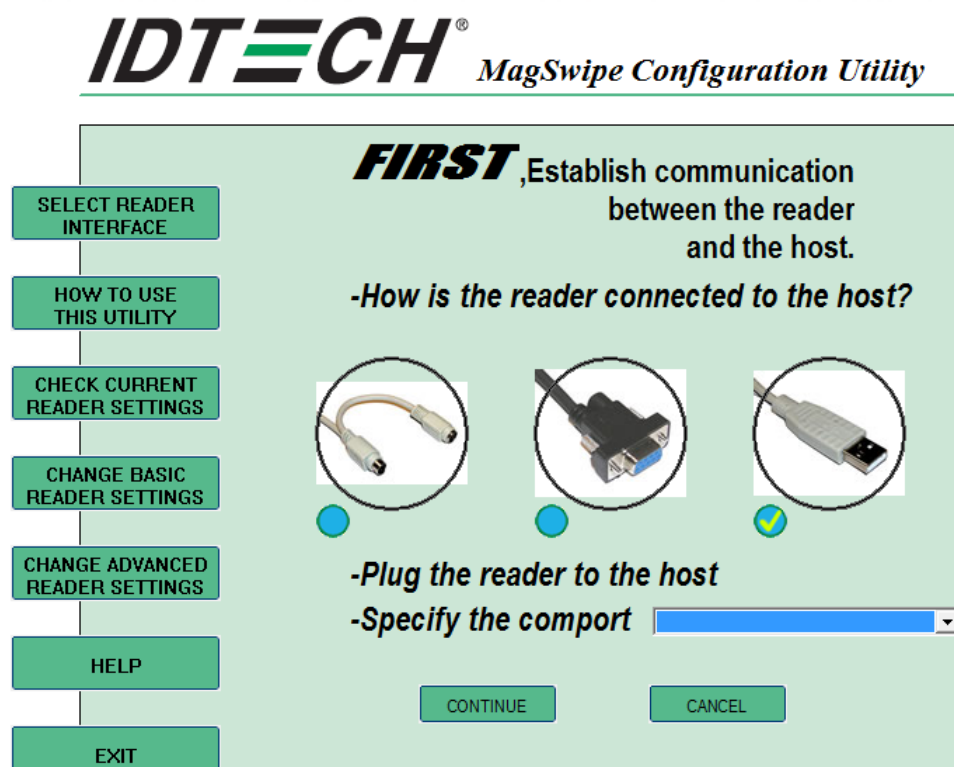 IDTECH®
MagSwipe Configuration Utility
FIRST ,Establish communication
between the reader
and the host.
-How is the reader connected to the host?
-Plug the reader to the host
-Specify the comport
CONTINUE
CANCEL
SELECT READER
INTERFACE
HOW TO USE
THIS UTILITY
CHECK CURRENT
READER SETTINGS
CHANGE BASIC
READER SETTINGS
CHANGE ADVANCED
READER SETTINGS
HELP
EXIT